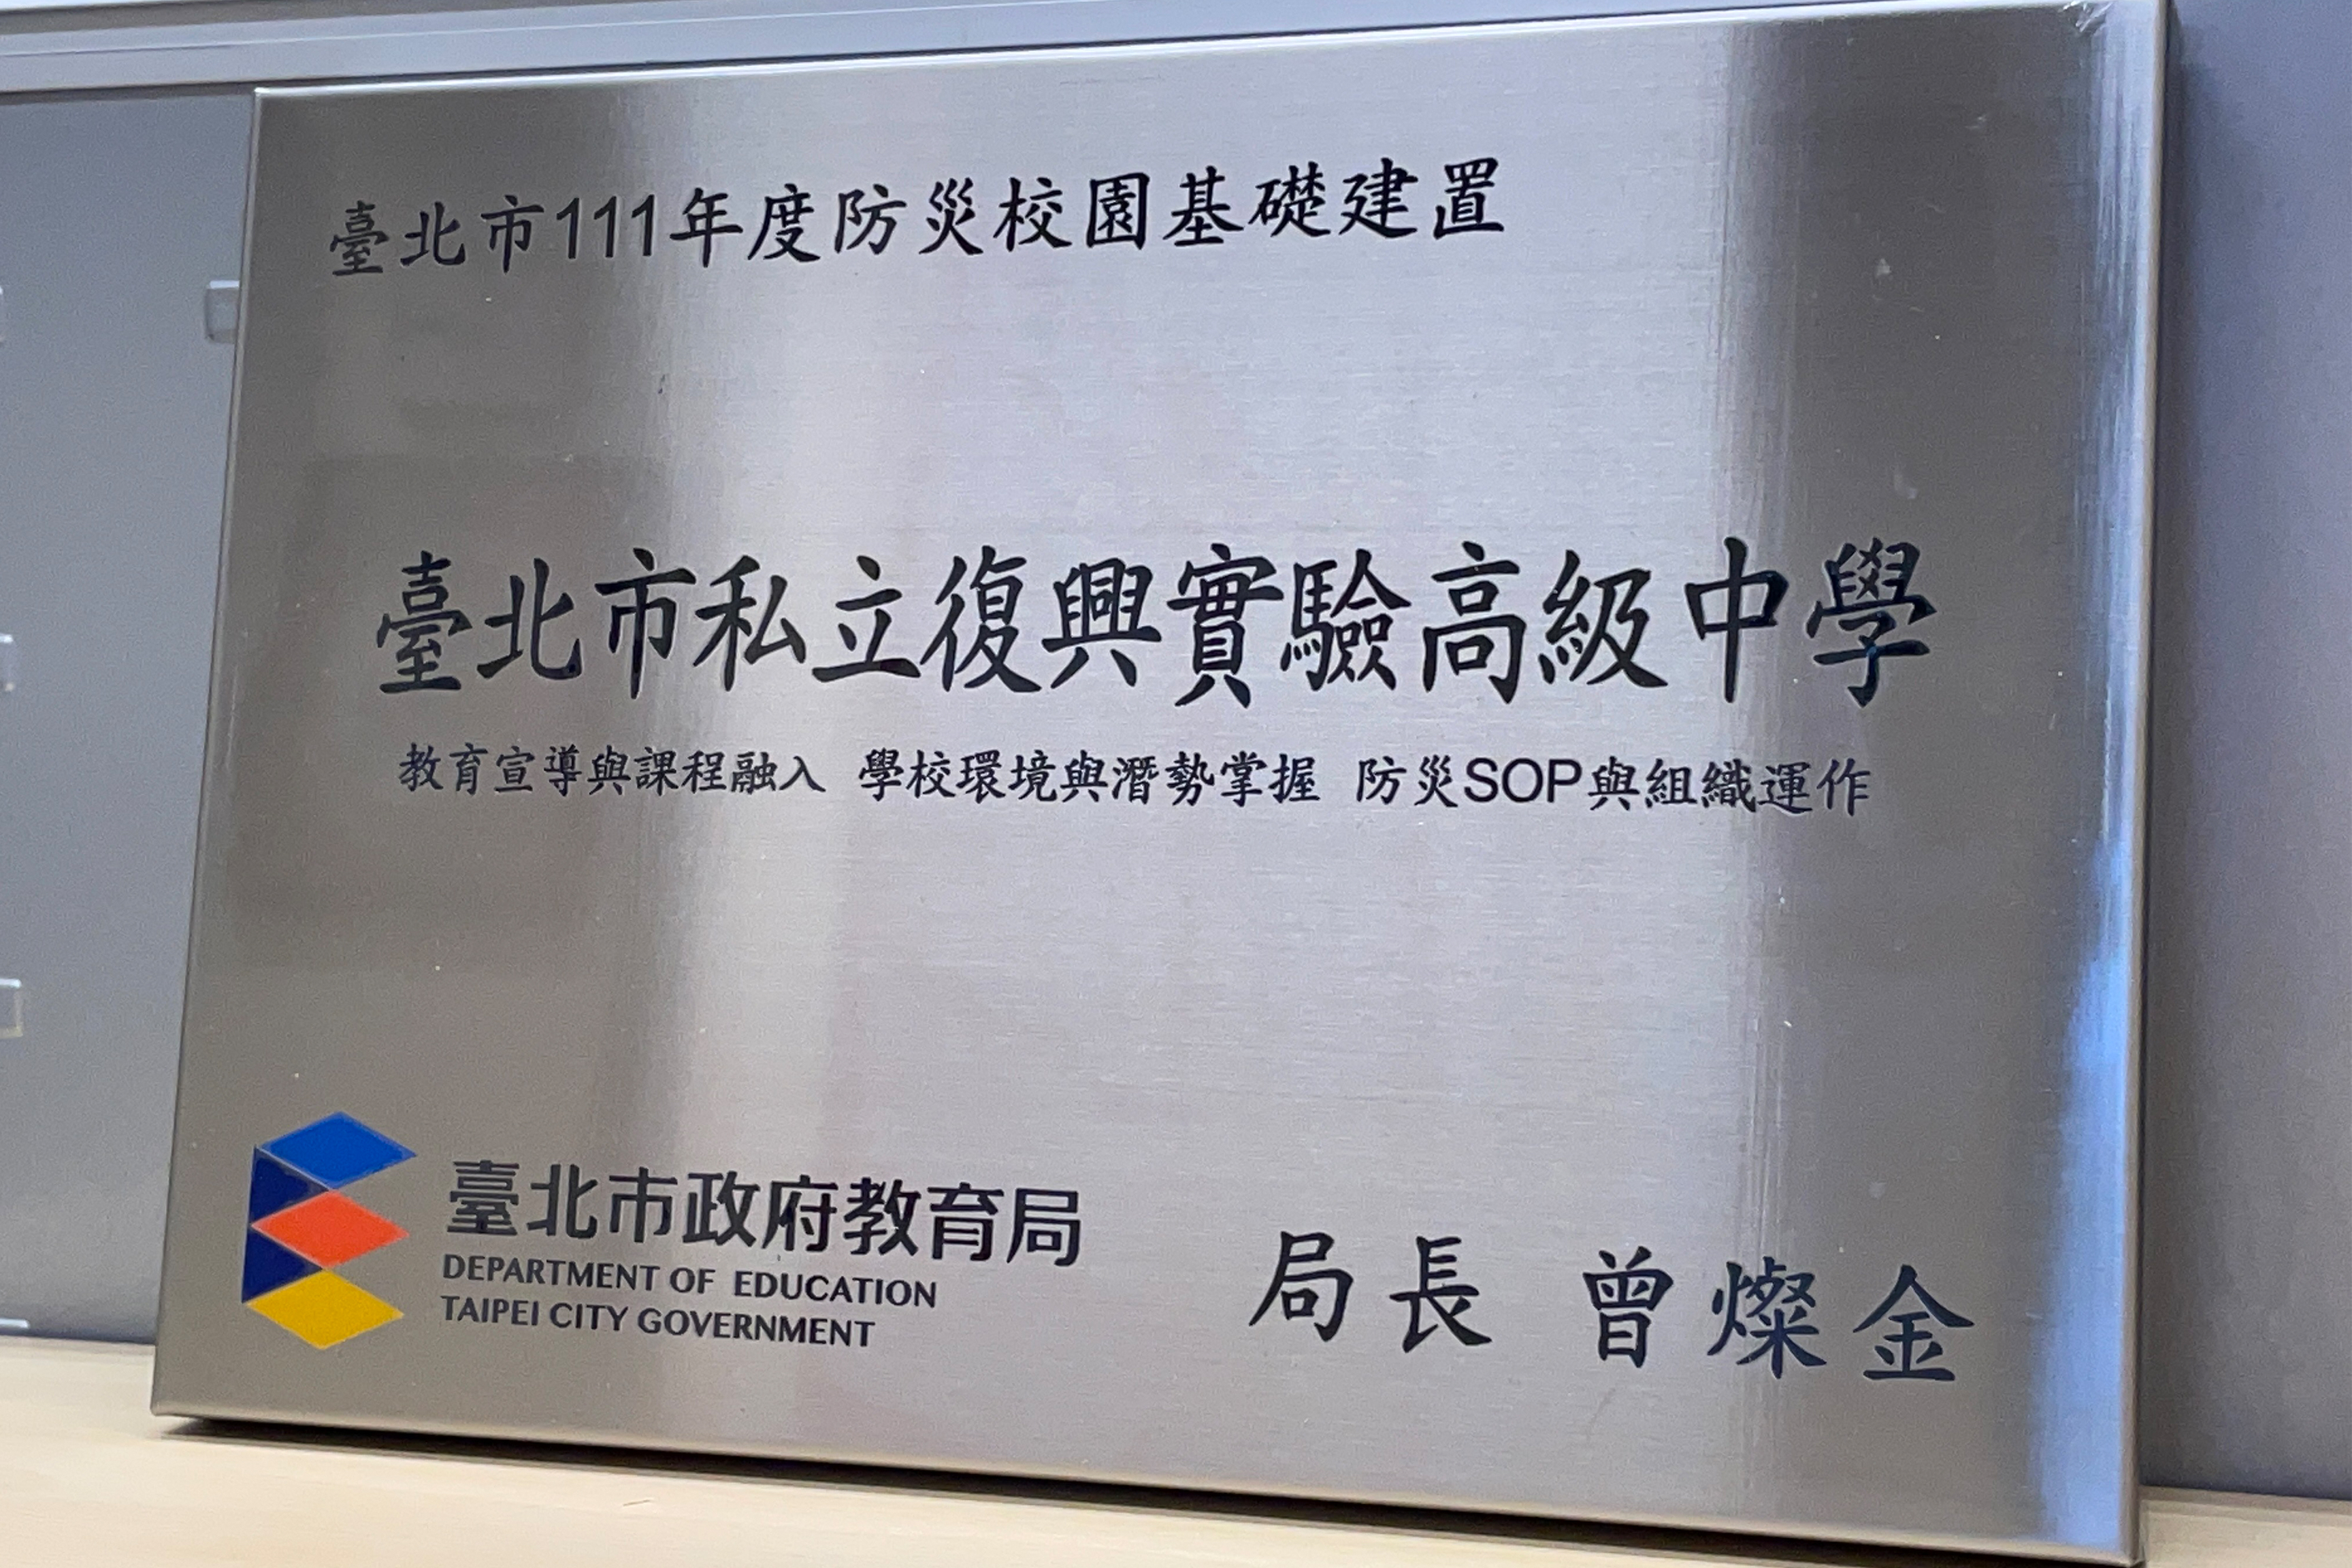 臺北市111年度防災校園基礎建置
臺北市私立復興實驗高級中學
教育宣導與課程融入 學校環境與潛勢掌握 防災SOP與組織運作
臺北市政府教育局
DEPARTMENT OF EDUCATION
TAIPEI CITY GOVERNMENT
局長 曾燦金